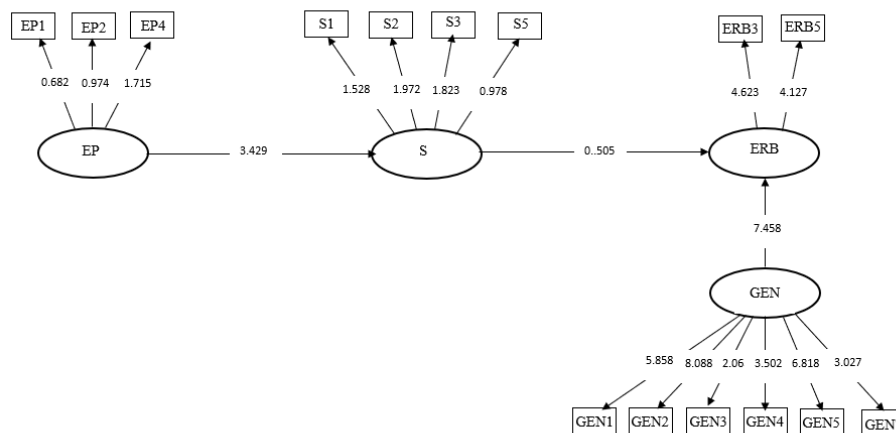 EP1 EP2 EP4 S1 S2 S3 S5 ERB3 ERB5
0.682 0.974 1.715 1.528 1.972 1.823 0.978 4.623 4.127
EP 3.429 S 0..505 ERB
7.458
GEN
5.858 8.088 2.06 3.502 6.818 3.027
GEN1 GEN2 GEN3 GEN4 GEN5 GEN